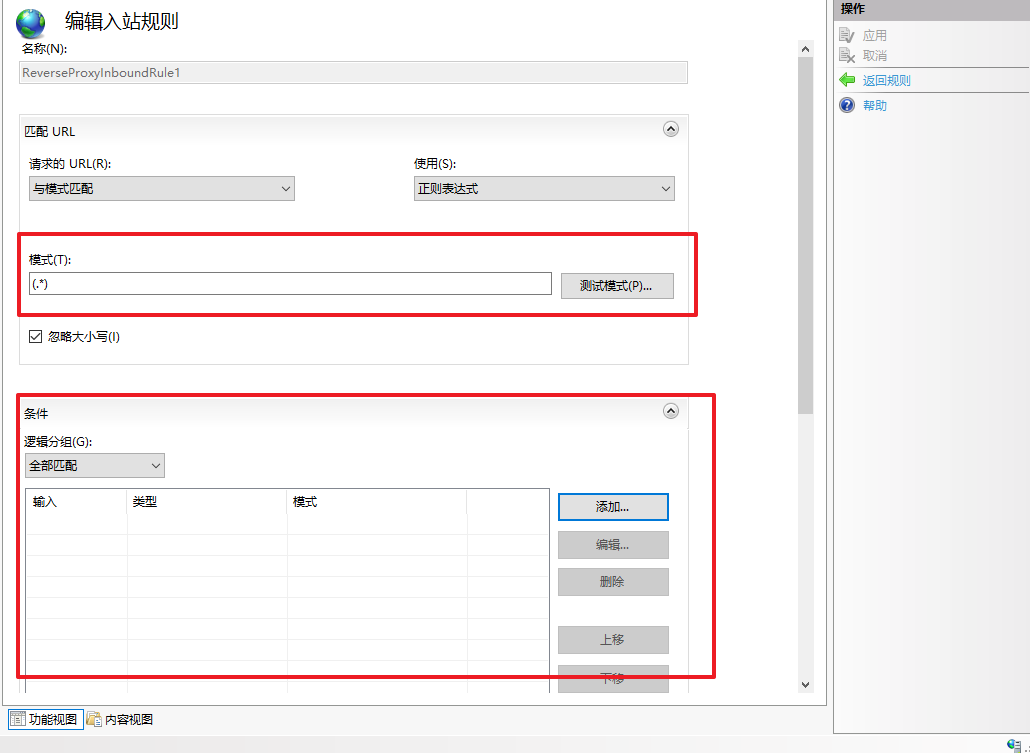 编辑入站规则
名称(N):
ReverseProxyInboundRule1
匹配 URL
请求的 URL(R):
使用(S):
与模式匹配
正则表达式
模式(T):
(.*)
测试模式(P)...
忽略大小写(I)
条件
逻辑分组(G):
全部匹配
输入 类型 模式
添加...
编辑...
删除
上移
下移
功能视图 内容视图
操作
应用
取消
返回规则
帮助